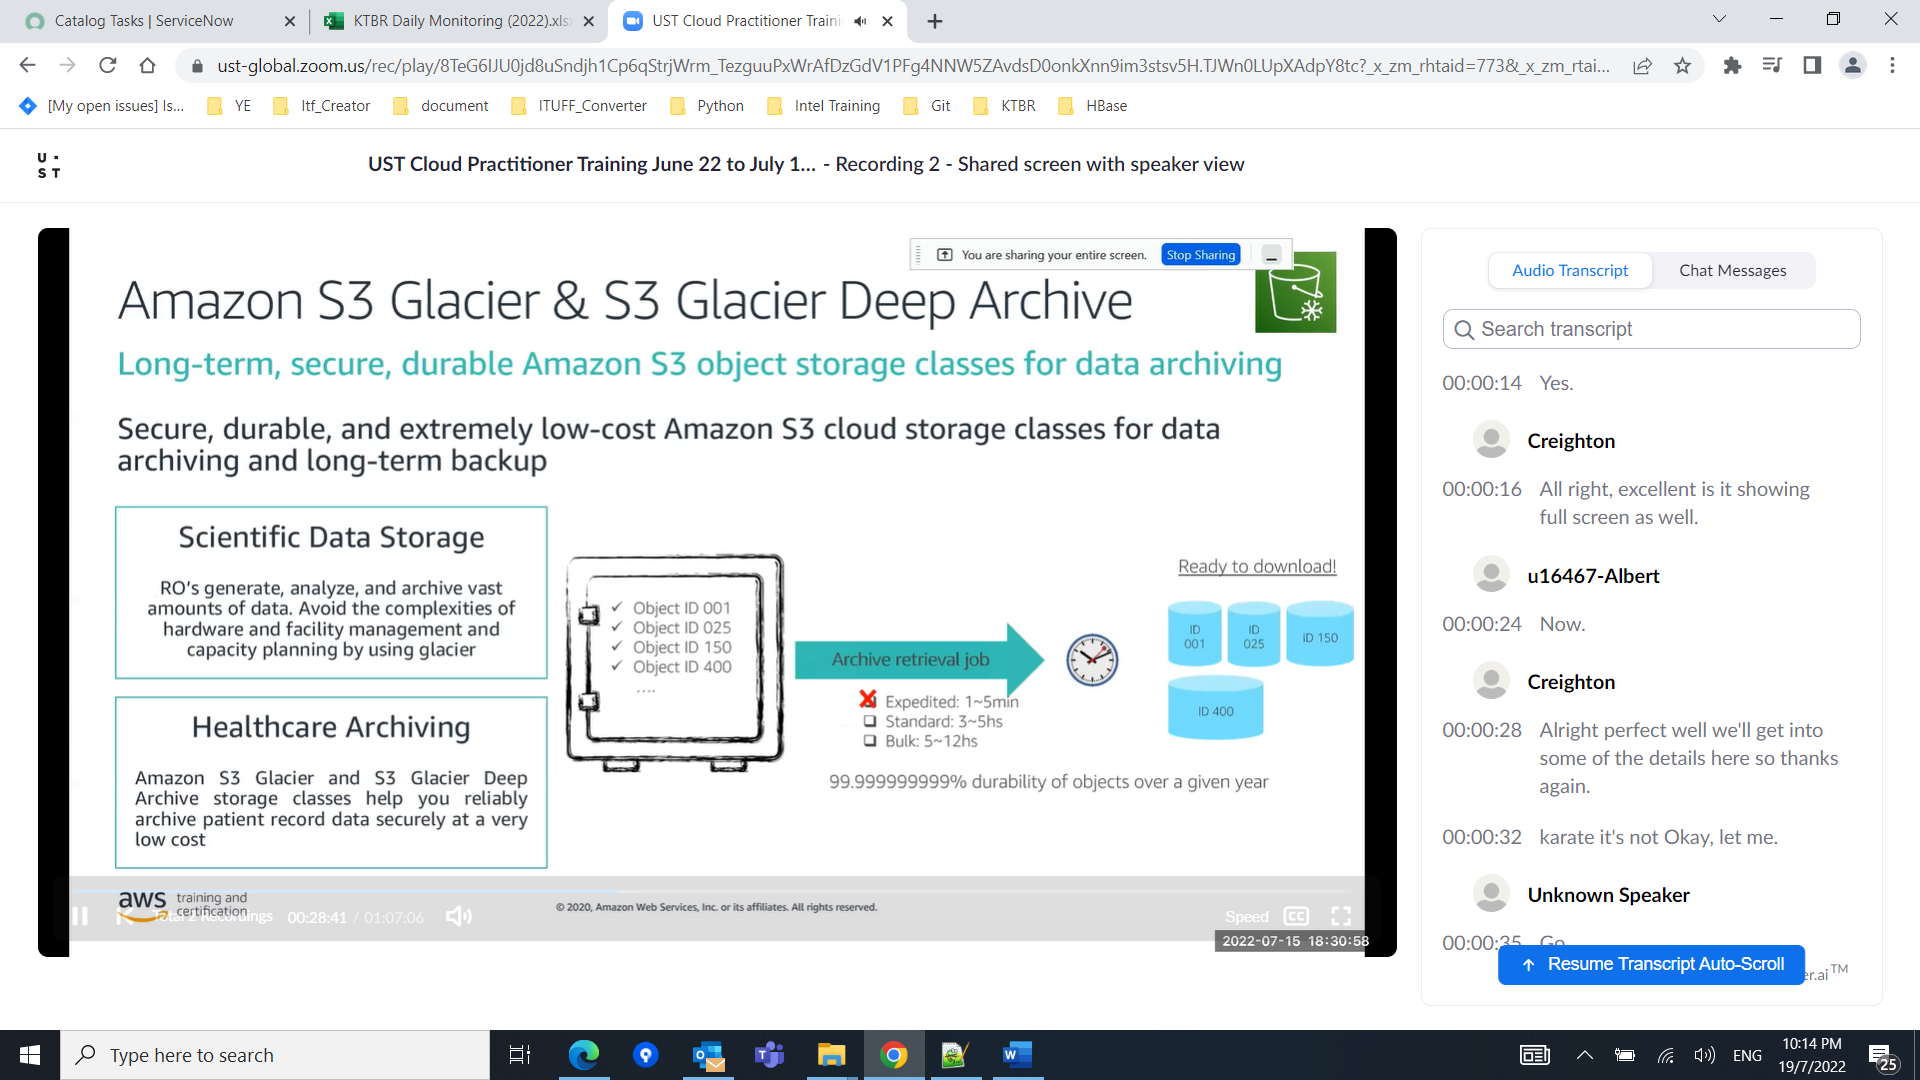 Catalog Tasks | ServiceNow
KTBR Daily Monitoring (2022).xls
UST Cloud Practitioner Traini
ust-global.zoom.us/rec/play/8TeG6IJU0jd8uSndjh1Cp6qStrjWrm_TezguuPxWrAfDzGdV1PFg4NNW5ZAvdsD0onkXnn9im3stsv5H.TJWn0LUpXAdpY8tc?_x_zm_rhtaid=773&_x_zm_rtai...
[My open issues] Is...
YE
Itf_Creator
document
ITUFF_Converter
Python
Intel Training
Git
KTBR
HBase
U
S T
UST Cloud Practitioner Training June 22 to July 1... - Recording 2 - Shared screen with speaker view
You are sharing your entire screen. Stop Sharing
Amazon S3 Glacier & S3 Glacier Deep Archive
Long-term, secure, durable Amazon S3 object storage classes for data archiving
Secure, durable, and extremely low-cost Amazon S3 cloud storage classes for data
archiving and long-term backup
Scientific Data Storage
RO's generate, analyze, and archive vast
amounts of data. Avoid the complexities of
hardware and facility management and
capacity planning by using glacier
Healthcare Archiving
Amazon S3 Glacier and S3 Glacier Deep
Archive storage classes help you reliably
archive patient record data securely at a very
low cost
✓ Object ID 001
✓ Object ID 025
✓ Object ID 150
✓ Object ID 400
....
Archive retrieval job
Expedited: 1~5min
Standard: 3~5hs
Bulk: 5~12hs
Ready to download!
ID
001
ID
025
ID 150
ID 400
99.999999999% durability of objects over a given year
aws training and
certification
Total 2 Recordings
00:28:41 / 01:07:06
© 2020, Amazon Web Services, Inc. or its affiliates. All rights reserved.
Speed
CC
2022-07-15 18:30:58
Audio Transcript
Chat Messages
Search transcript
00:00:14 Yes.
Creighton
00:00:16 All right, excellent is it showing
full screen as well.
u16467-Albert
00:00:24 Now.
Creighton
00:00:28 Alright perfect well we'll get into
some of the details here so thanks
again.
00:00:32 karate it's not Okay, let me.
Unknown Speaker
00:00:35 Go
Resume Transcript Auto-Scroll
er.ai™
Type here to search
ENG
10:14 PM
19/7/2022
25